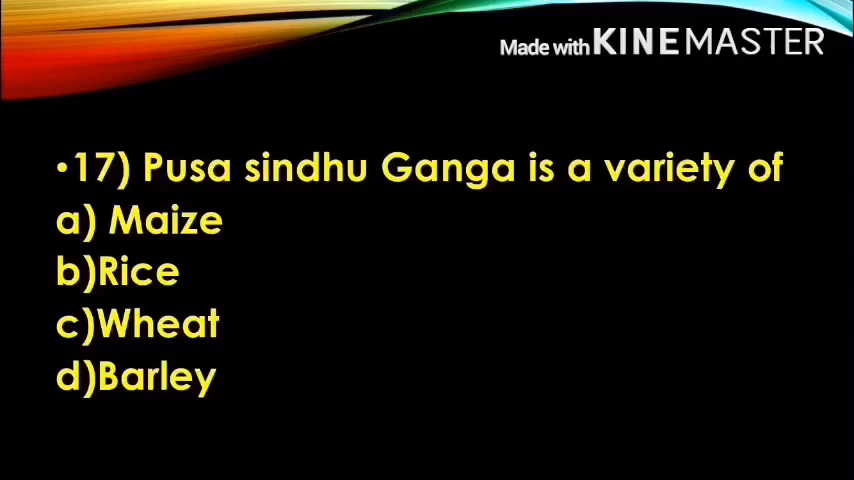 Made with KINEMASTER
•17) Pusa sindhu Ganga is a variety of
a) Maize
b)Rice
c)Wheat
d)Barley